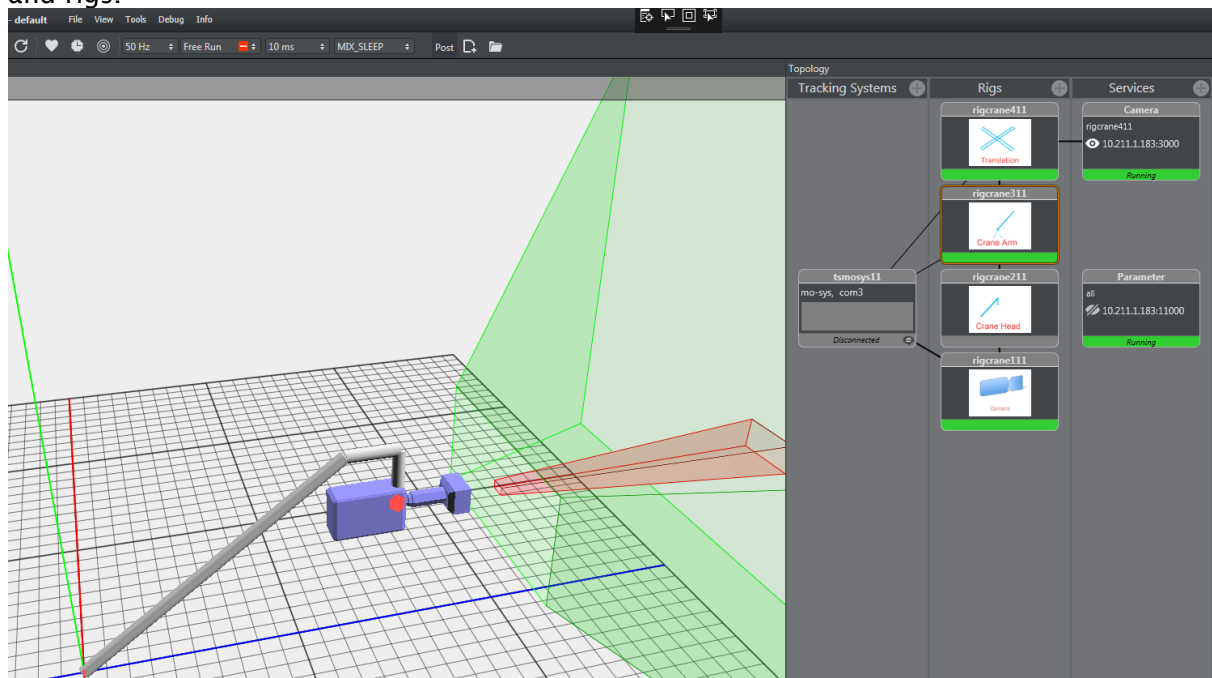 and rigs.
- default File View Tools Debug Info
50 Hz Free Run 10 ms MIX_SLEEP Post
Topology
Tracking Systems Rigs Services
rigcrane411
Translation
Camera
rigcrane411
10.211.1.183:3000
Running
rigcrane311
Crane Arm
tsmosys11
mo-sys, com3
Disconnected
rigcrane211
Crane Head
Parameter
all
10.211.1.183:11000
Running
rigcrane111
Camera